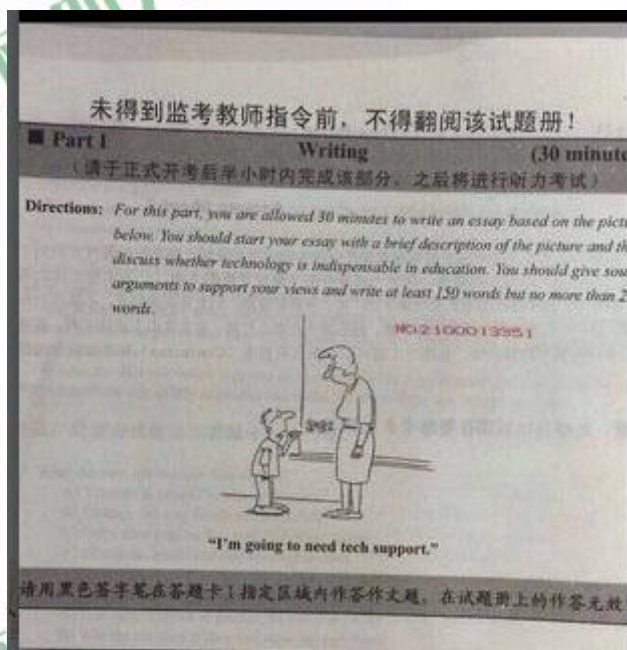 未得到监考教师指令前，不得翻阅该试题册！
Part I Writing (30 minute
（请于正式开考后半小时内完成该部分，之后将进行听力考试）
Directions: For this part, you are allowed 30 minutes to write an essay based on the pictu
below. You should start your essay with a brief description of the picture and th
discuss whether technology is indispensable in education. You should give sou
arguments to support your views and write at least 150 words but no more than 2
words.
NO:2100013351
"I'm going to need tech support."
请用黑色签字笔在答题卡1指定区域内作答作文题，在试题册上的作答无效